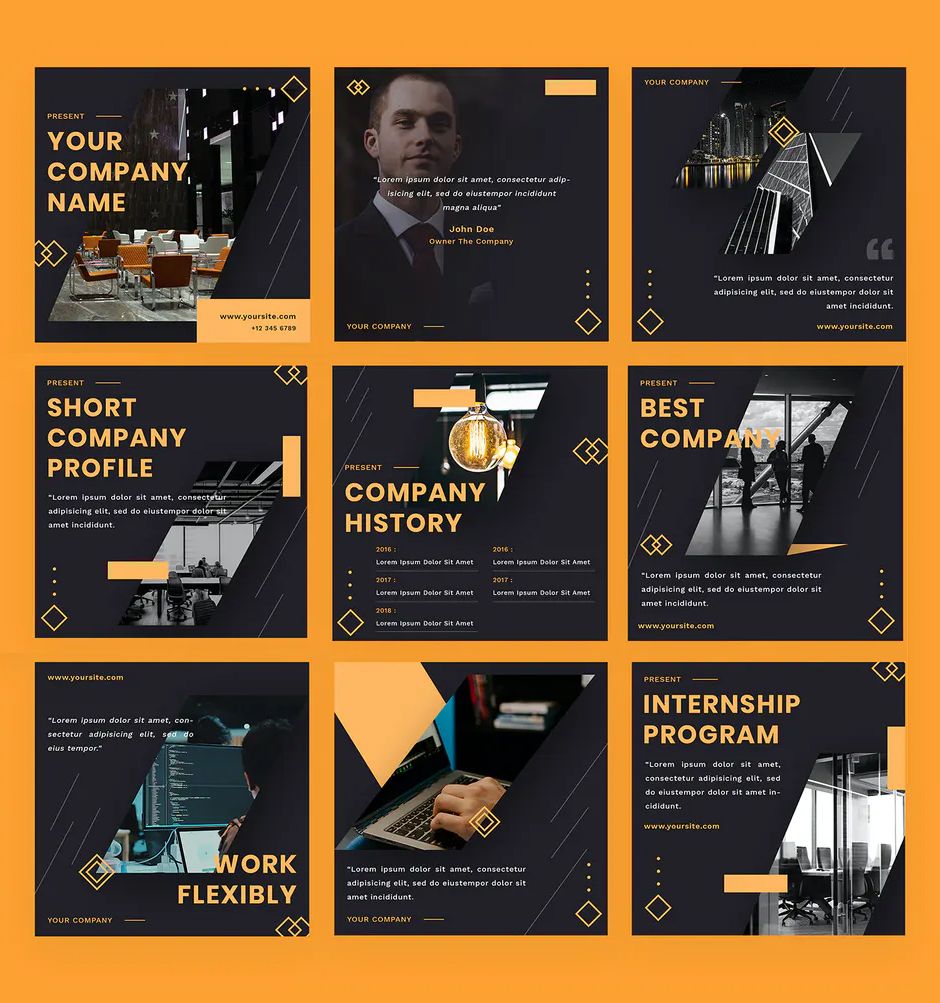 PRESENT
YOUR
COMPANY
NAME
www.yoursite.com
+12 345 6789
"Lorem ipsum dolor sit amet, consectetur adip-
isicing elit, sed do eiustempor incididunt
magna aliqua"
John Doe
Owner The Company
YOUR COMPANY
YOUR COMPANY
"Lorem ipsum dolor sit amet, consectetur
adipisicing elit, sed do eiustempor dolor sit
amet incididunt.
www.yoursite.com
PRESENT
SHORT
COMPANY
PROFILE
"Lorem ipsum dolor sit amet, consectetur
adipisicing elit, sed do eiustempor dolor sit
amet incididunt.
PRESENT
COMPANY
HISTORY
2016 :
Lorem Ipsum Dolor Sit Amet
2017 :
Lorem Ipsum Dolor Sit Amet
2018 :
Lorem Ipsum Dolor Sit Amet
2016 :
Lorem Ipsum Dolor Sit Amet
2017 :
Lorem Ipsum Dolor Sit Amet
PRESENT
BEST
COMPANY
"Lorem ipsum dolor sit amet, consectetur
adipisicing elit, sed do eiustempor dolor sit
amet incididunt.
www.yoursite.com
www.yoursite.com
"Lorem ipsum dolor sit amet, con-
sectetur adipisicing elit, sed do
eius tempor."
WORK
FLEXIBLY
YOUR COMPANY
"Lorem ipsum dolor sit amet, consectetur
adipisicing elit, sed do eiustempor dolor sit
amet incididunt.
YOUR COMPANY
PRESENT
INTERNSHIP
PROGRAM
"Lorem ipsum dolor sit amet,
consectetur adipisicing elit, sed
do eiustempor dolor sit amet in-
cididunt.
www.yoursite.com